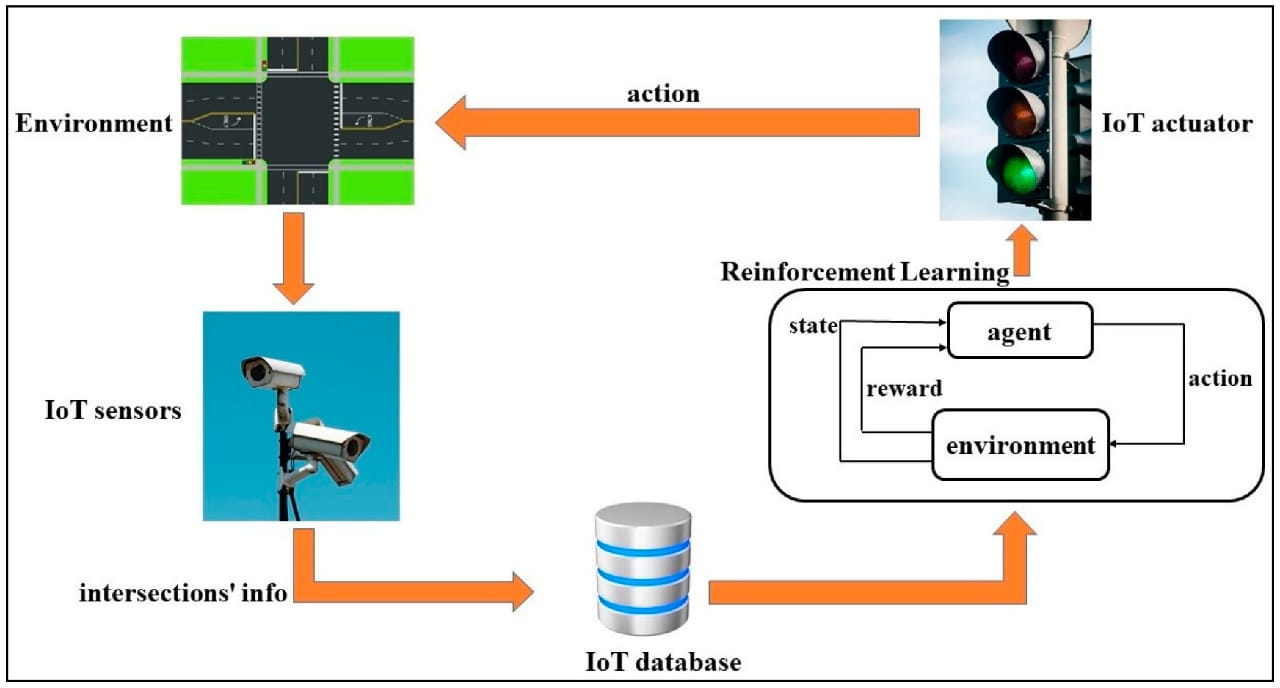 action
Environment
IoT actuator
Reinforcement Learning
state
agent
reward
action
IoT sensors
environment
intersections' info
IoT database